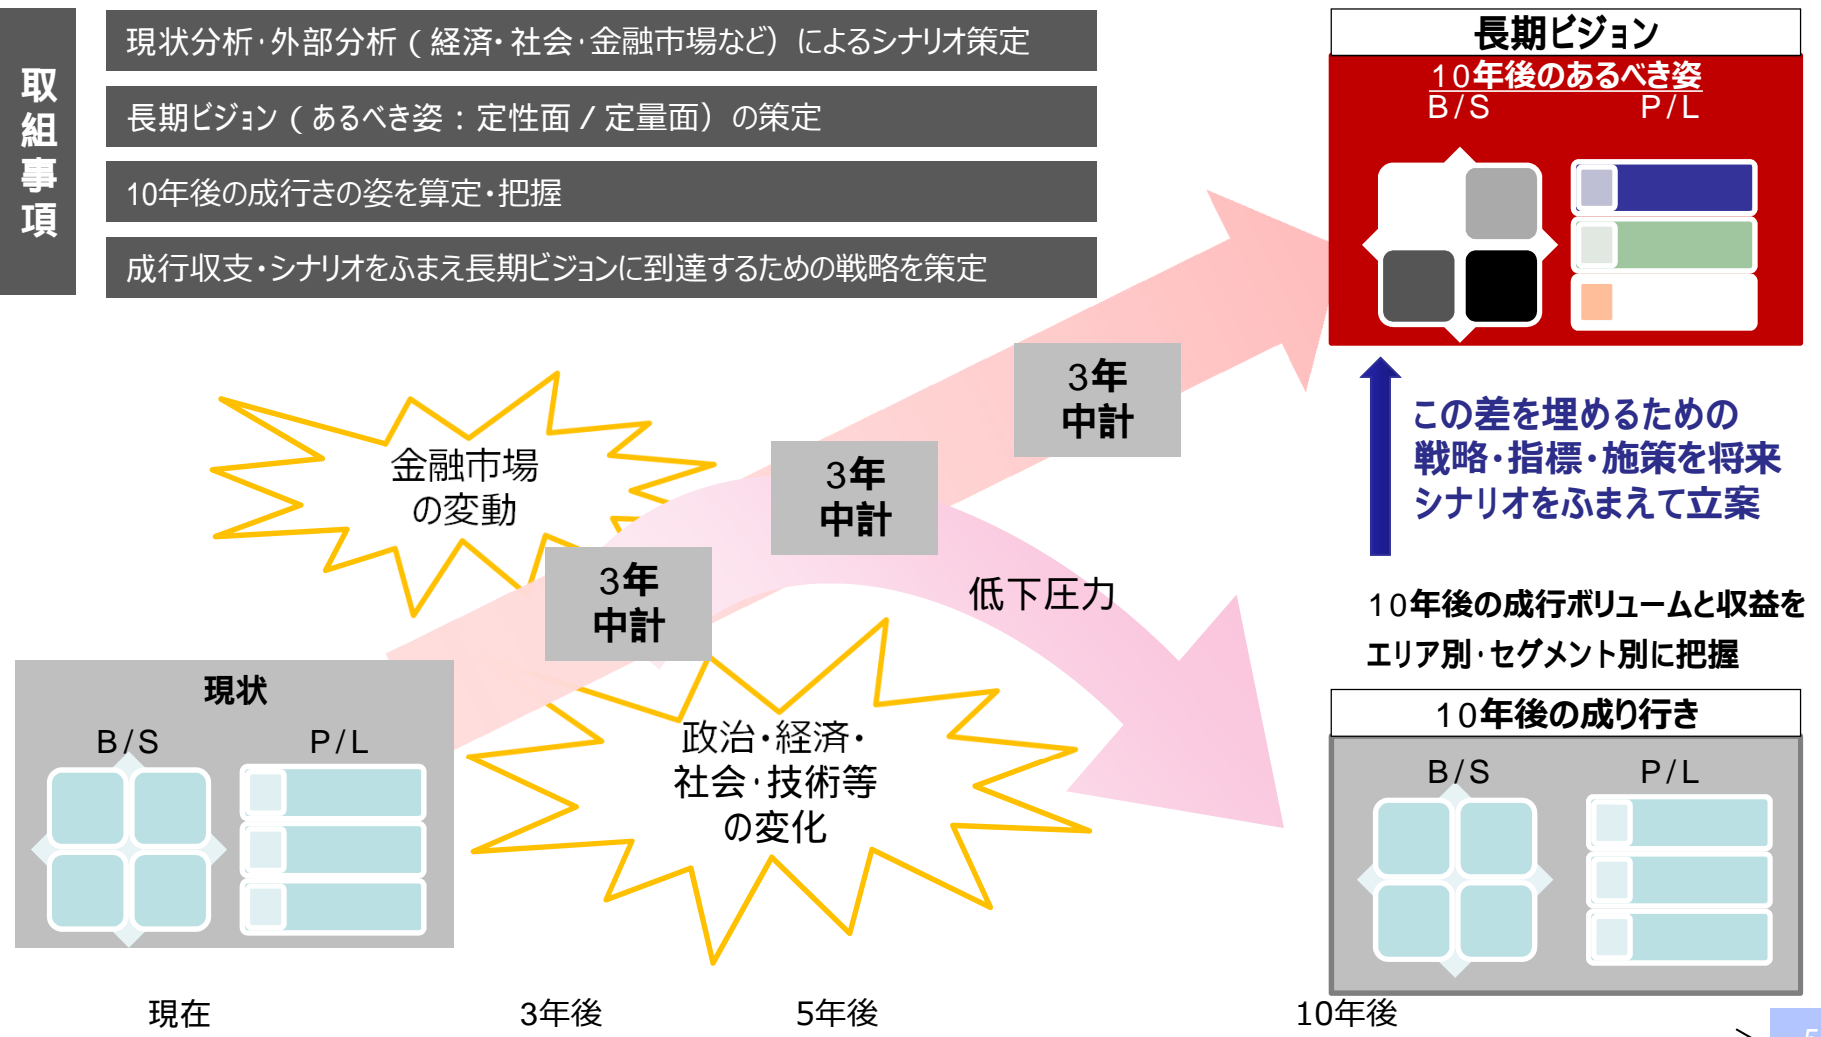 取組事項
現状分析・外部分析（経済・社会・金融市場など）によるシナリオ策定
長期ビジョン（あるべき姿：定性面/定量面）の策定
10年後の成行きの姿を算定・把握
成行収支・シナリオをふまえ長期ビジョンに到達するための戦略を策定
長期ビジョン
10年後のあるべき姿
B/S P/L
3年
中計
この差を埋めるための
戦略・指標・施策を将来
シナリオをふまえて立案
金融市場
の変動
3年
中計
3年
中計
低下圧力
10年後の成行ボリュームと収益を
エリア別・セグメント別に把握
現状
B/S P/L
政治・経済・
社会・技術等
の変化
10年後の成り行き
B/S P/L
現在 3年後 5年後 10年後
5